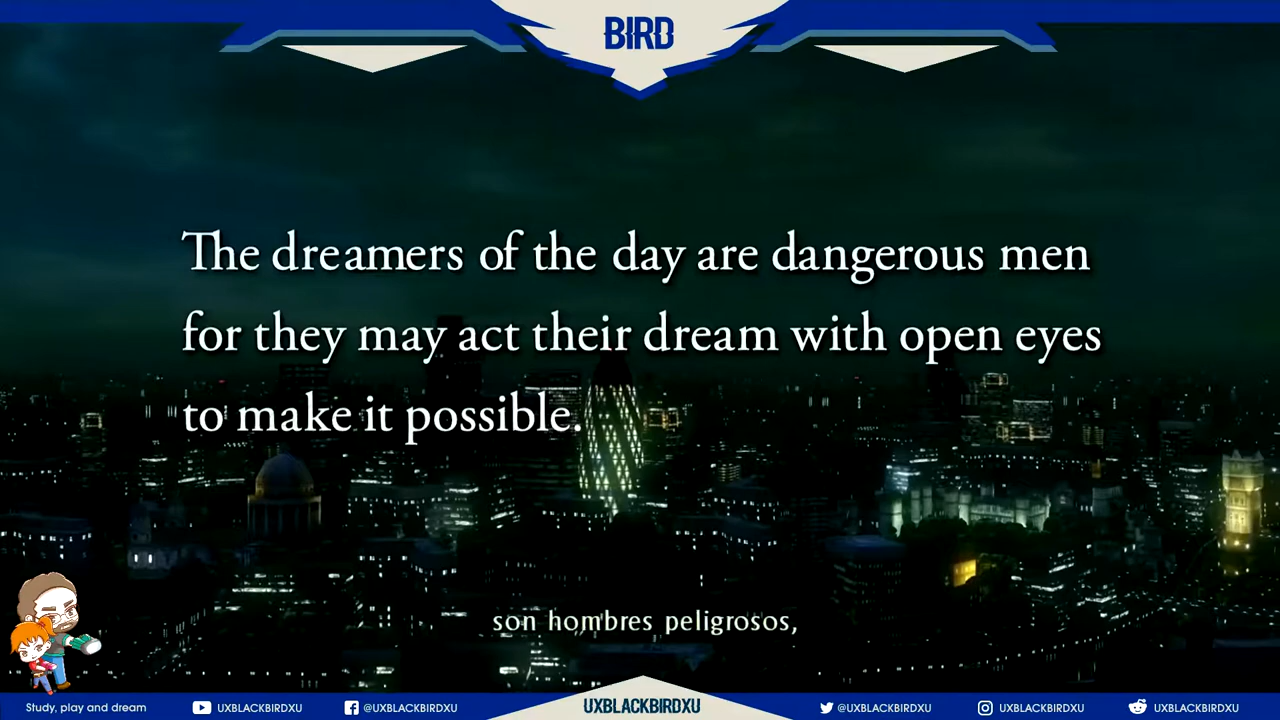 BIRD
The dreamers of the day are dangerous men
for they may act their dream with open eyes
to make it possible.
son hombres peligrosos,
Study, play and dream
UXBLACKBIRDXU
@UXBLACKBIRDXU
UXBLACKBIRDXU
@UXBLACKBIRDXU
UXBLACKBIRDXU
UXBLACKBIRDXU